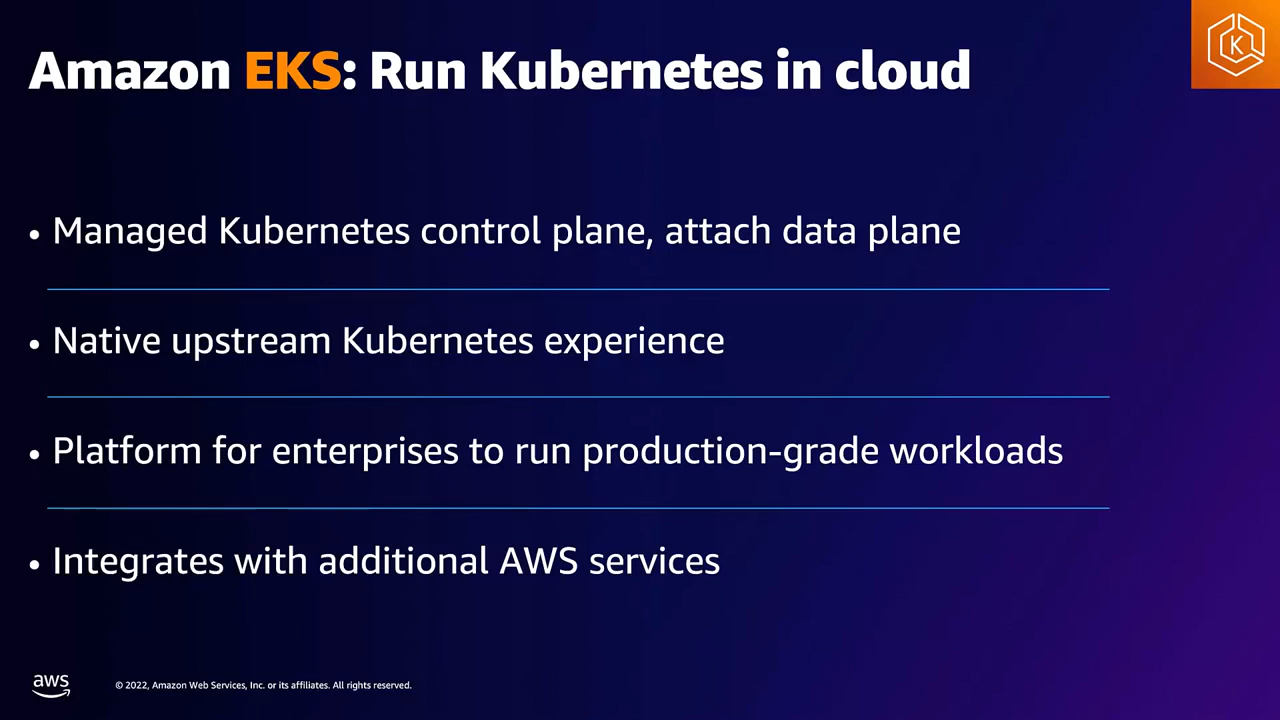 Amazon EKS: Run Kubernetes in cloud
K
• Managed Kubernetes control plane, attach data plane
• Native upstream Kubernetes experience
• Platform for enterprises to run production-grade workloads
• Integrates with additional AWS services
aws
© 2022, Amazon Web Services, Inc. or its affiliates. All rights reserved.